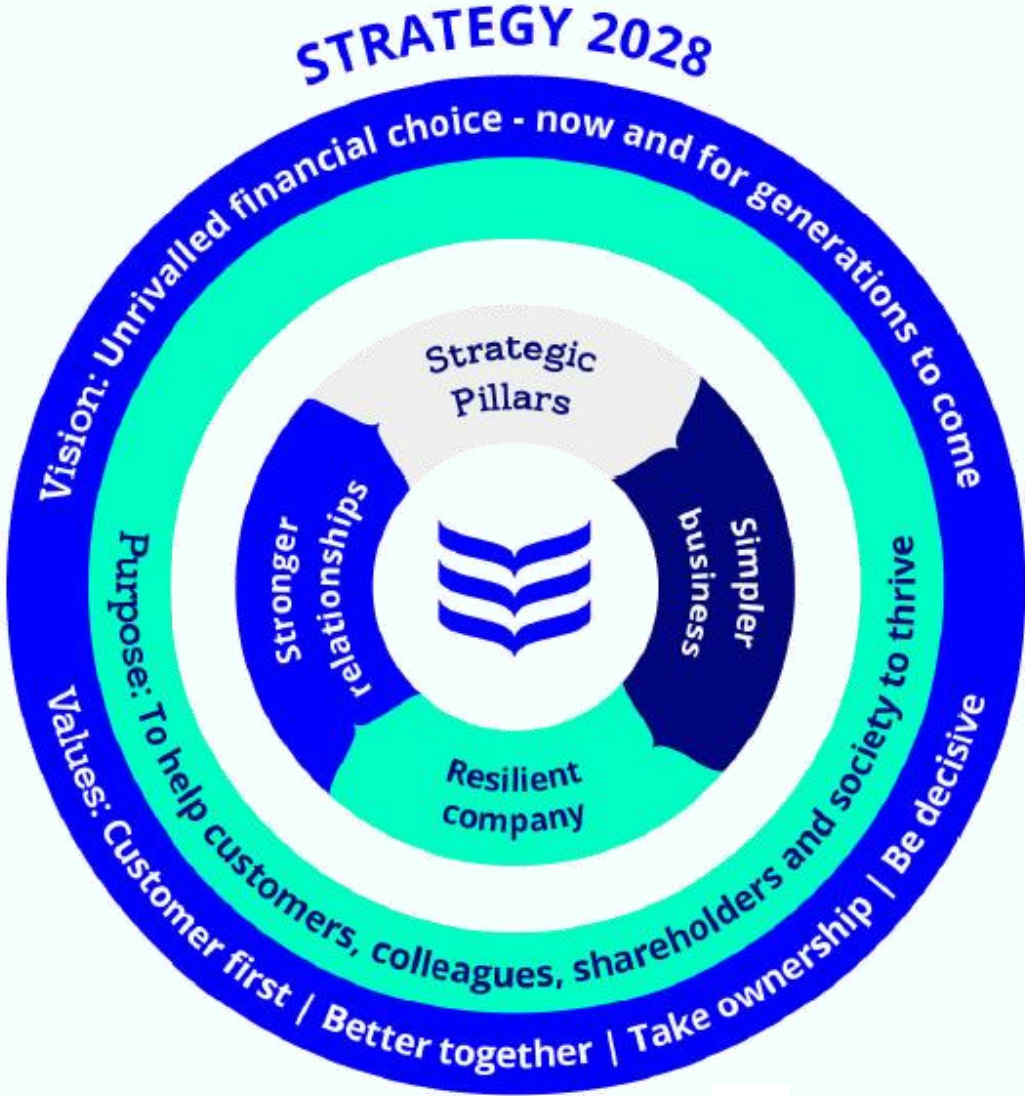 STRATEGY 2028
Vision: Unrivalled financial choice - now and for generations to come
Strategic
Pillars
Stronger
relationships
Simpler
business
Resilient
company
Purpose: To help customers, colleagues, shareholders and society to thrive
Values: Customer first | Better together | Take ownership | Be decisive